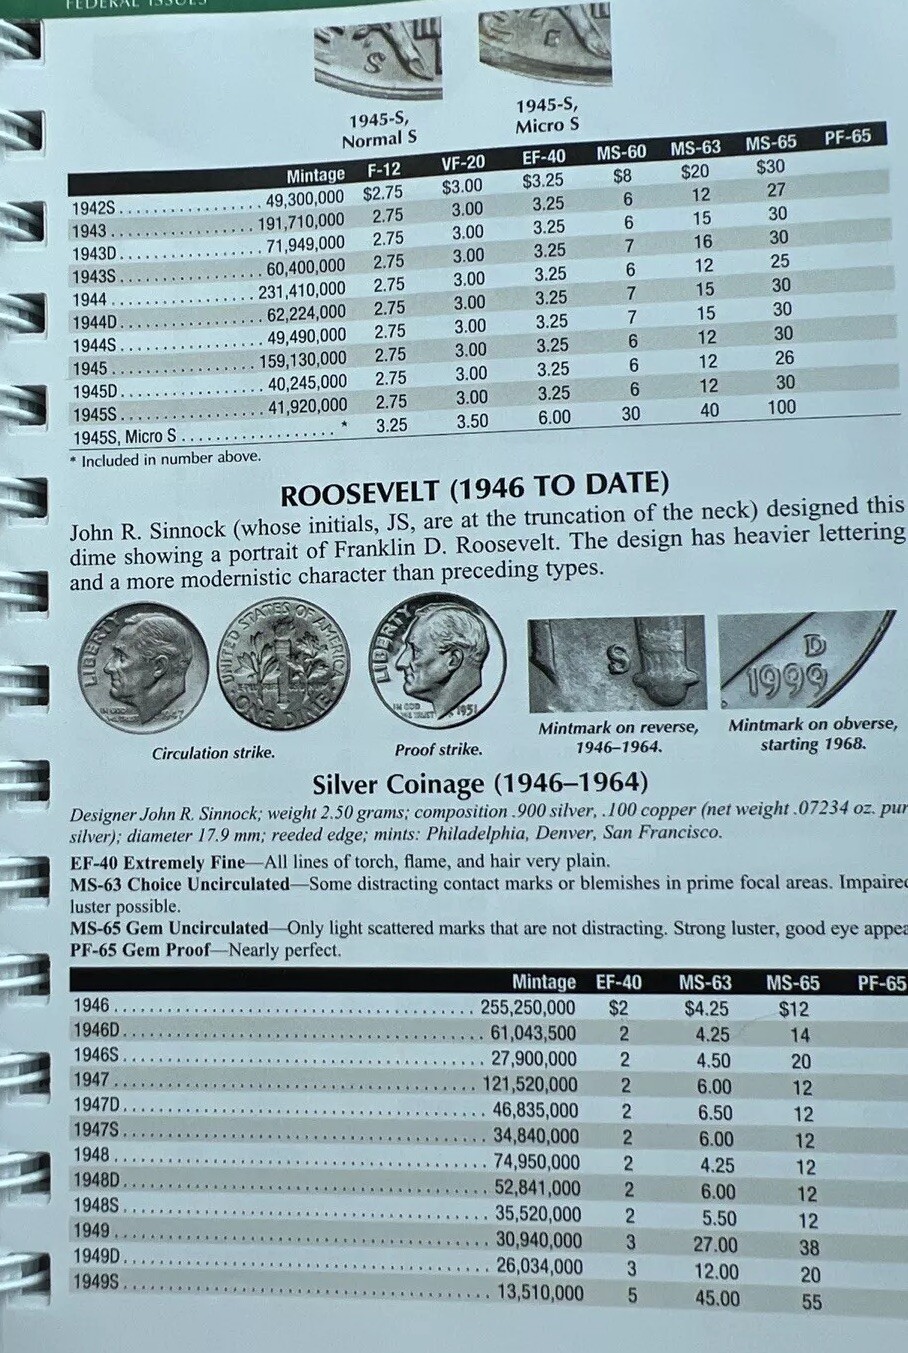 FEDERAL ISSUES
S
S
1945-S,
Normal S
1945-S,
Micro S
Mintage F-12 VF-20 EF-40 MS-60 MS-63 MS-65 PF-65
1942S . . . . . . . . . . . . . . . . . 49,300,000 $2.75 $3.00 $3.25 $8 $20 $30
1943 . . . . . . . . . . . . . . . . . 191,710,000 2.75 3.00 3.25 6 12 27
1943D . . . . . . . . . . . . . . . . . 71,949,000 2.75 3.00 3.25 6 15 30
1943S . . . . . . . . . . . . . . . . . 60,400,000 2.75 3.00 3.25 7 16 30
1944 . . . . . . . . . . . . . . . . . 231,410,000 2.75 3.00 3.25 6 12 25
1944D . . . . . . . . . . . . . . . . . 62,224,000 2.75 3.00 3.25 7 15 30
1944S . . . . . . . . . . . . . . . . . 49,490,000 2.75 3.00 3.25 7 15 30
1945 . . . . . . . . . . . . . . . . . 159,130,000 2.75 3.00 3.25 6 12 30
1945D . . . . . . . . . . . . . . . . . 40,245,000 2.75 3.00 3.25 6 12 26
1945S . . . . . . . . . . . . . . . . . 41,920,000 2.75 3.00 3.25 6 12 30
1945S, Micro S . . . . . . . . . . . . . . . . . . * 3.25 3.50 6.00 30 40 100
* Included in number above.
ROOSEVELT (1946 TO DATE)
John R. Sinnock (whose initials, JS, are at the truncation of the neck) designed this
dime showing a portrait of Franklin D. Roosevelt. The design has heavier lettering
and a more modernistic character than preceding types.
LIBERTY IN GOD WE TRUST 1947
UNITED STATES OF AMERICA ONE DIME
LIBERTY IN GOD WE TRUST 1951
S
D
1999
Circulation strike.
Proof strike.
Mintmark on reverse,
1946–1964.
Mintmark on obverse,
starting 1968.
Silver Coinage (1946–1964)
Designer John R. Sinnock; weight 2.50 grams; composition .900 silver, .100 copper (net weight .07234 oz. pur
silver); diameter 17.9 mm; reeded edge; mints: Philadelphia, Denver, San Francisco.
EF-40 Extremely Fine—All lines of torch, flame, and hair very plain.
MS-63 Choice Uncirculated—Some distracting contact marks or blemishes in prime focal areas. Impaired
luster possible.
MS-65 Gem Uncirculated—Only light scattered marks that are not distracting. Strong luster, good eye appea
PF-65 Gem Proof—Nearly perfect.
Mintage EF-40 MS-63 MS-65 PF-65
1946 . . . . . . . . . . . . . . . . . . . . 255,250,000 $2 $4.25 $12
1946D . . . . . . . . . . . . . . . . . . . . 61,043,500 2 4.25 14
1946S . . . . . . . . . . . . . . . . . . . . 27,900,000 2 4.50 20
1947 . . . . . . . . . . . . . . . . . . . . 121,520,000 2 6.00 12
1947D . . . . . . . . . . . . . . . . . . . . 46,835,000 2 6.50 12
1947S . . . . . . . . . . . . . . . . . . . . 34,840,000 2 6.00 12
1948 . . . . . . . . . . . . . . . . . . . . 74,950,000 2 4.25 12
1948D . . . . . . . . . . . . . . . . . . . . 52,841,000 2 6.00 12
1948S . . . . . . . . . . . . . . . . . . . . 35,520,000 2 5.50 12
1949 . . . . . . . . . . . . . . . . . . . . 30,940,000 3 27.00 38
1949D . . . . . . . . . . . . . . . . . . . . 26,034,000 3 12.00 20
1949S . . . . . . . . . . . . . . . . . . . . 13,510,000 5 45.00 55